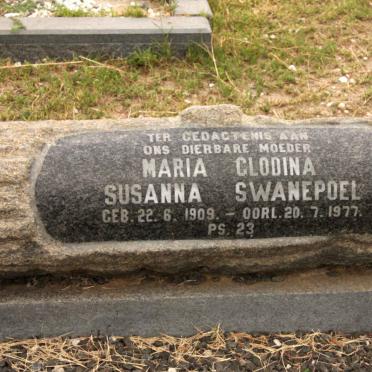 TER GEDAGTENIS AAN
ONS DIERBARE MOEDER
MARIA GLODINA
SUSANNA SWANEPOEL
GEB. 22. 6. 1909. - OORL. 20. 7. 1977.
PS. 23